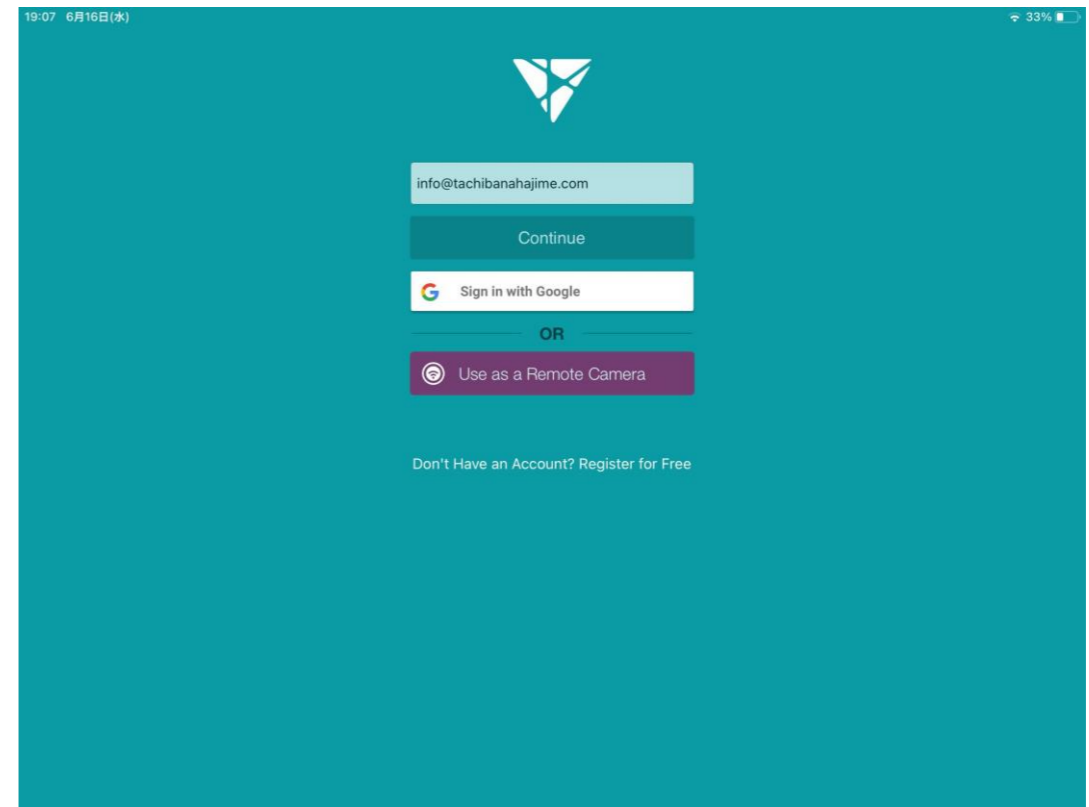 19:07 6月16日(水) 33%
info@tachibanahajime.com
Continue
Sign in with Google
OR
Use as a Remote Camera
Don't Have an Account? Register for Free